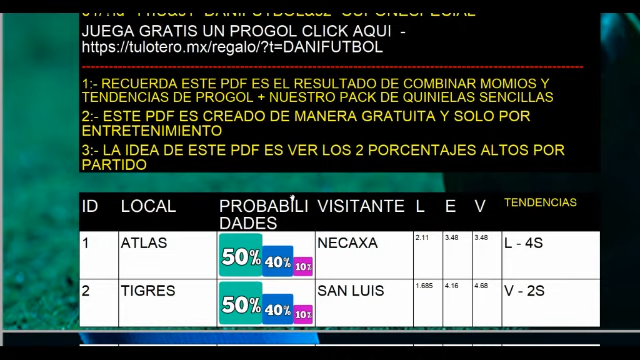 JUEGA GRATIS UN PROGOL CLICK AQUI -
https://tulotero.mx/regalo/?t=DANIFUTBOL
1:- RECUERDA ESTE PDF ES EL RESULTADO DE COMBINAR MOMIOS Y
TENDENCIAS DE PROGOL + NUESTRO PACK DE QUINIELAS SENCILLAS
2:- ESTE PDF ES CREADO DE MANERA GRATUITA Y SOLO POR
ENTRETENIMIENTO
3:- LA IDEA DE ESTE PDF ES VER LOS 2 PORCENTAJES ALTOS POR
PARTIDO
ID LOCAL PROBABILI VISITANTE L E V TENDENCIAS
DADES
1 ATLAS 50% 40% 10% NECAXA 2.11 3.48 3.48 L - 4S
2 TIGRES 50% 40% 10% SAN LUIS 1.685 4.16 4.68 V - 2S